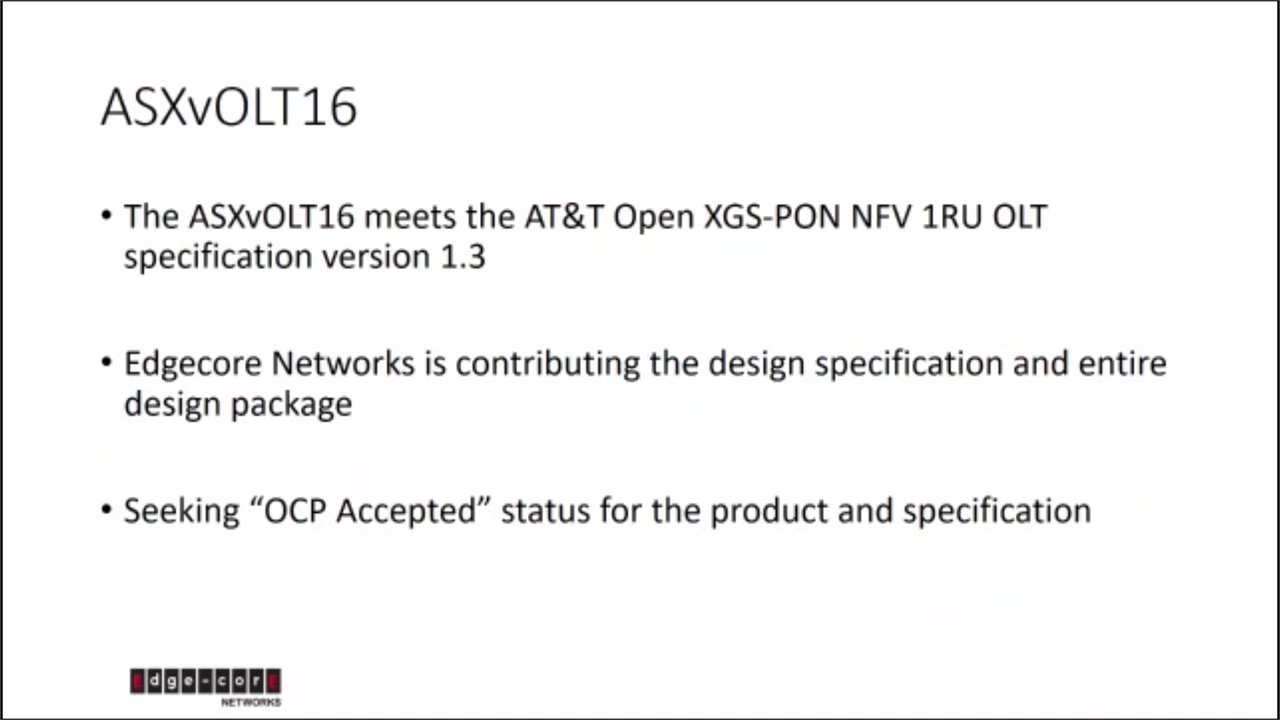 ASXvOLT16
• The ASXvOLT16 meets the AT&T Open XGS-PON NFV 1RU OLT
specification version 1.3
• Edgecore Networks is contributing the design specification and entire
design package
• Seeking “OCP Accepted” status for the product and specification
Edge-corE
NETWORKS